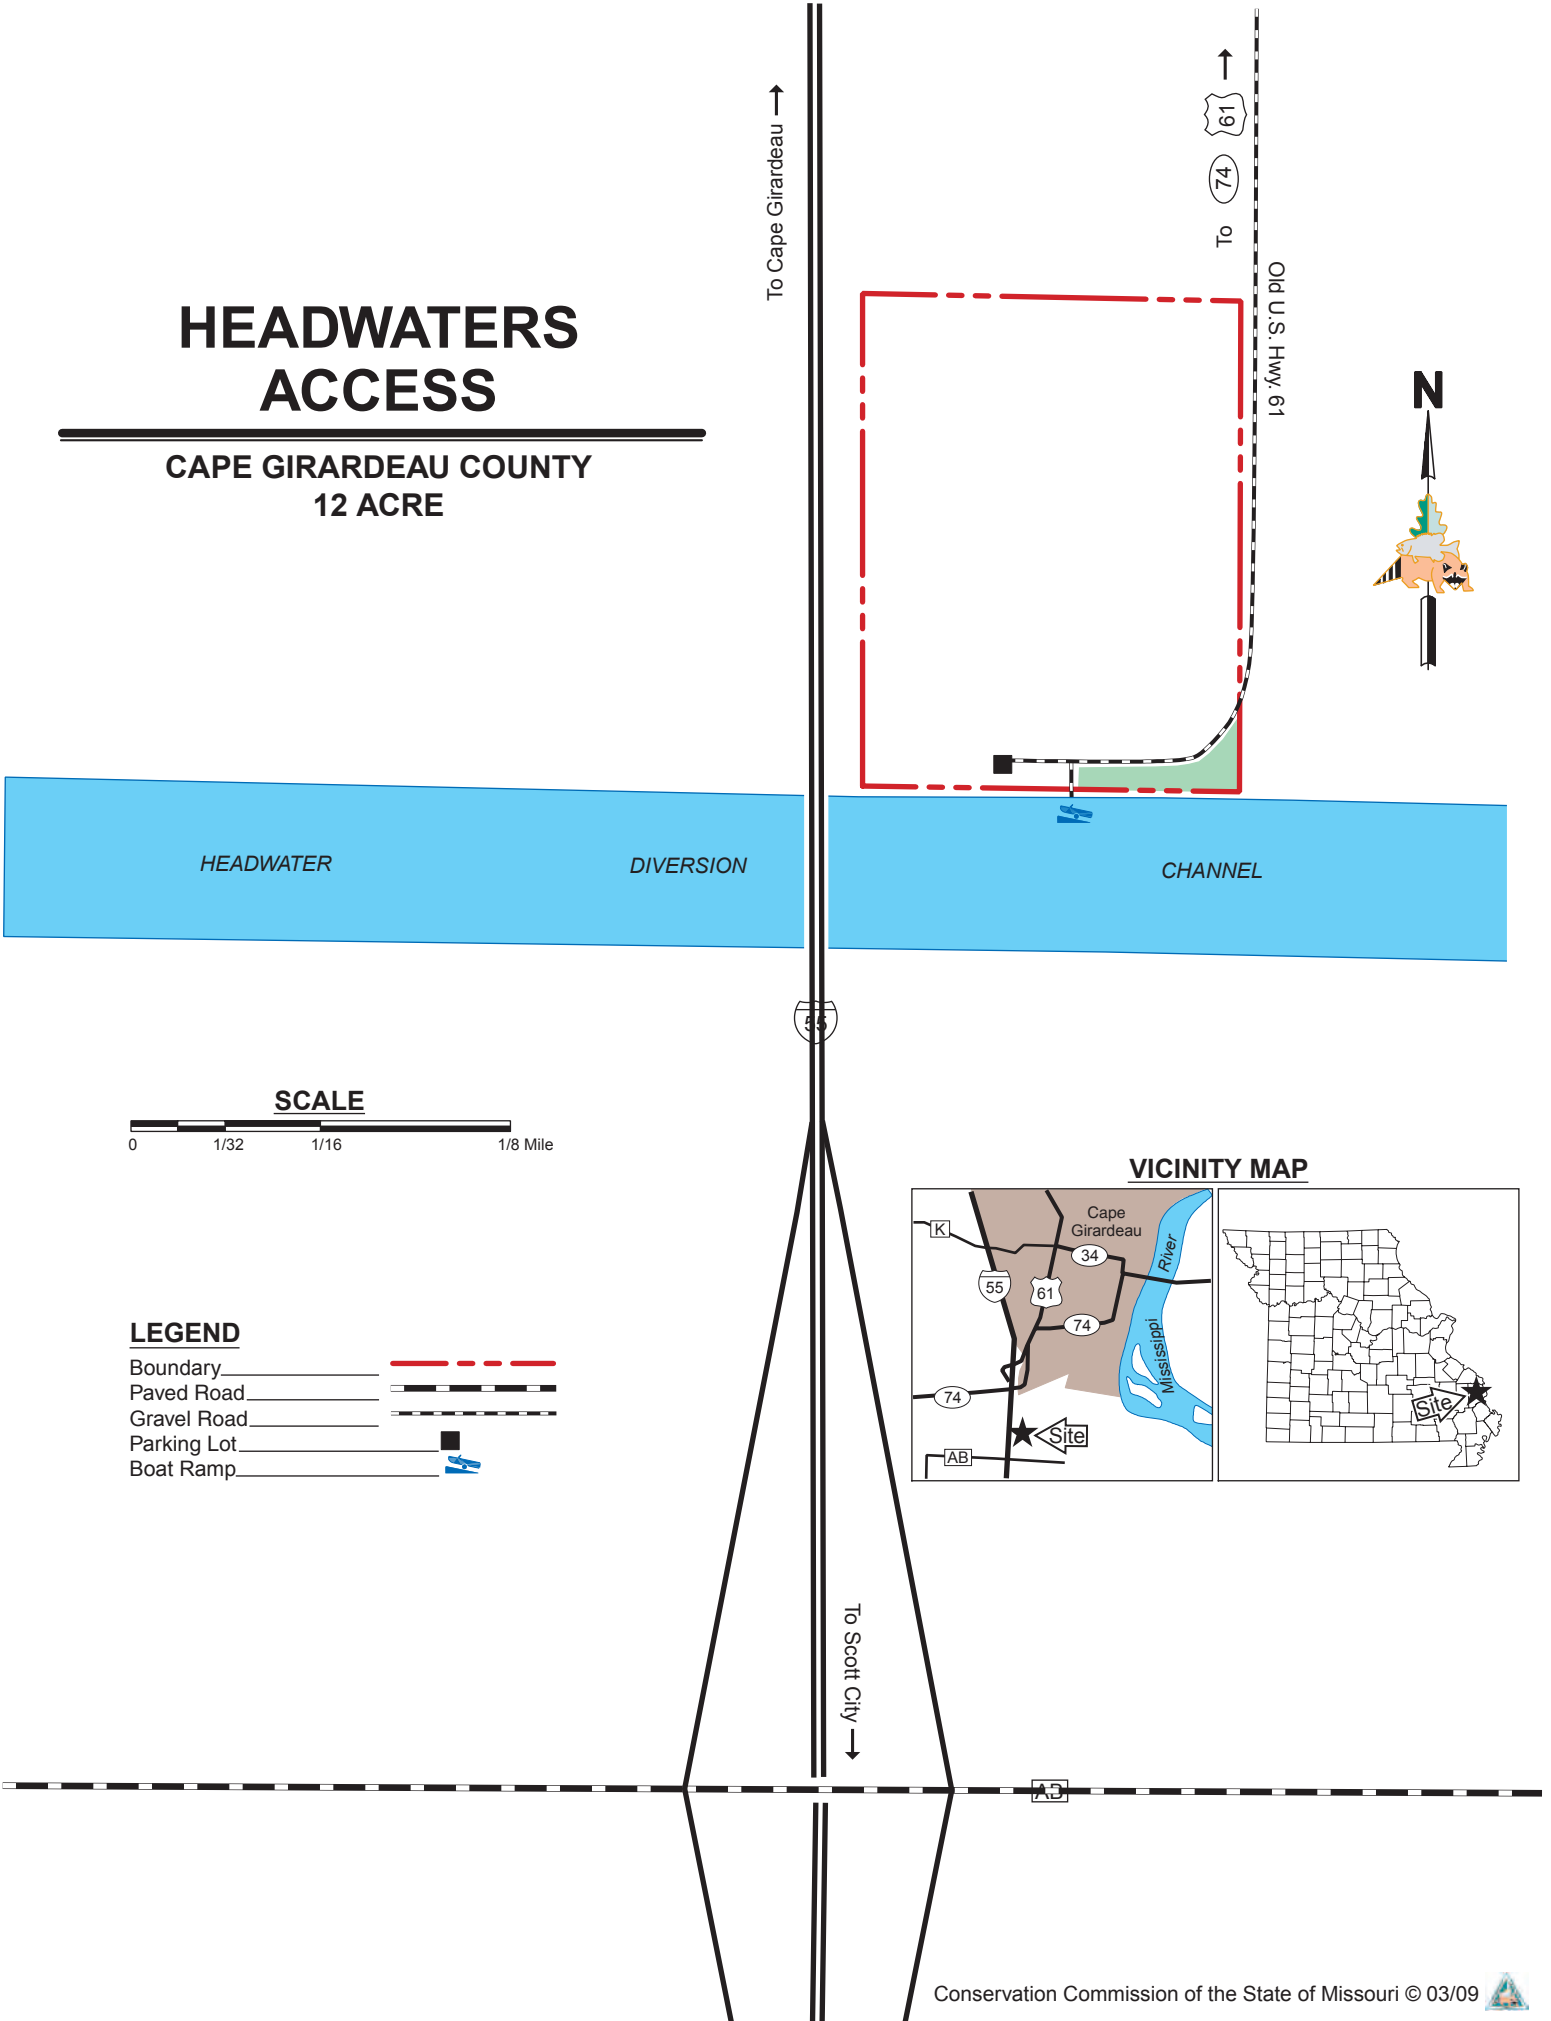 HEADWATERS
ACCESS
CAPE GIRARDEAU COUNTY
12 ACRE
To Cape Girardeau
To 74 61
Old U.S. Hwy. 61
N
HEADWATER DIVERSION CHANNEL
55
SCALE
0 1/32 1/16 1/8 Mile
LEGEND
Boundary
Paved Road
Gravel Road
Parking Lot
Boat Ramp
To Scott City
AB
VICINITY MAP
Cape
Girardeau
K
34
55
61
74
74
River
Mississippi
Site
AB
Site
Conservation Commission of the State of Missouri © 03/09